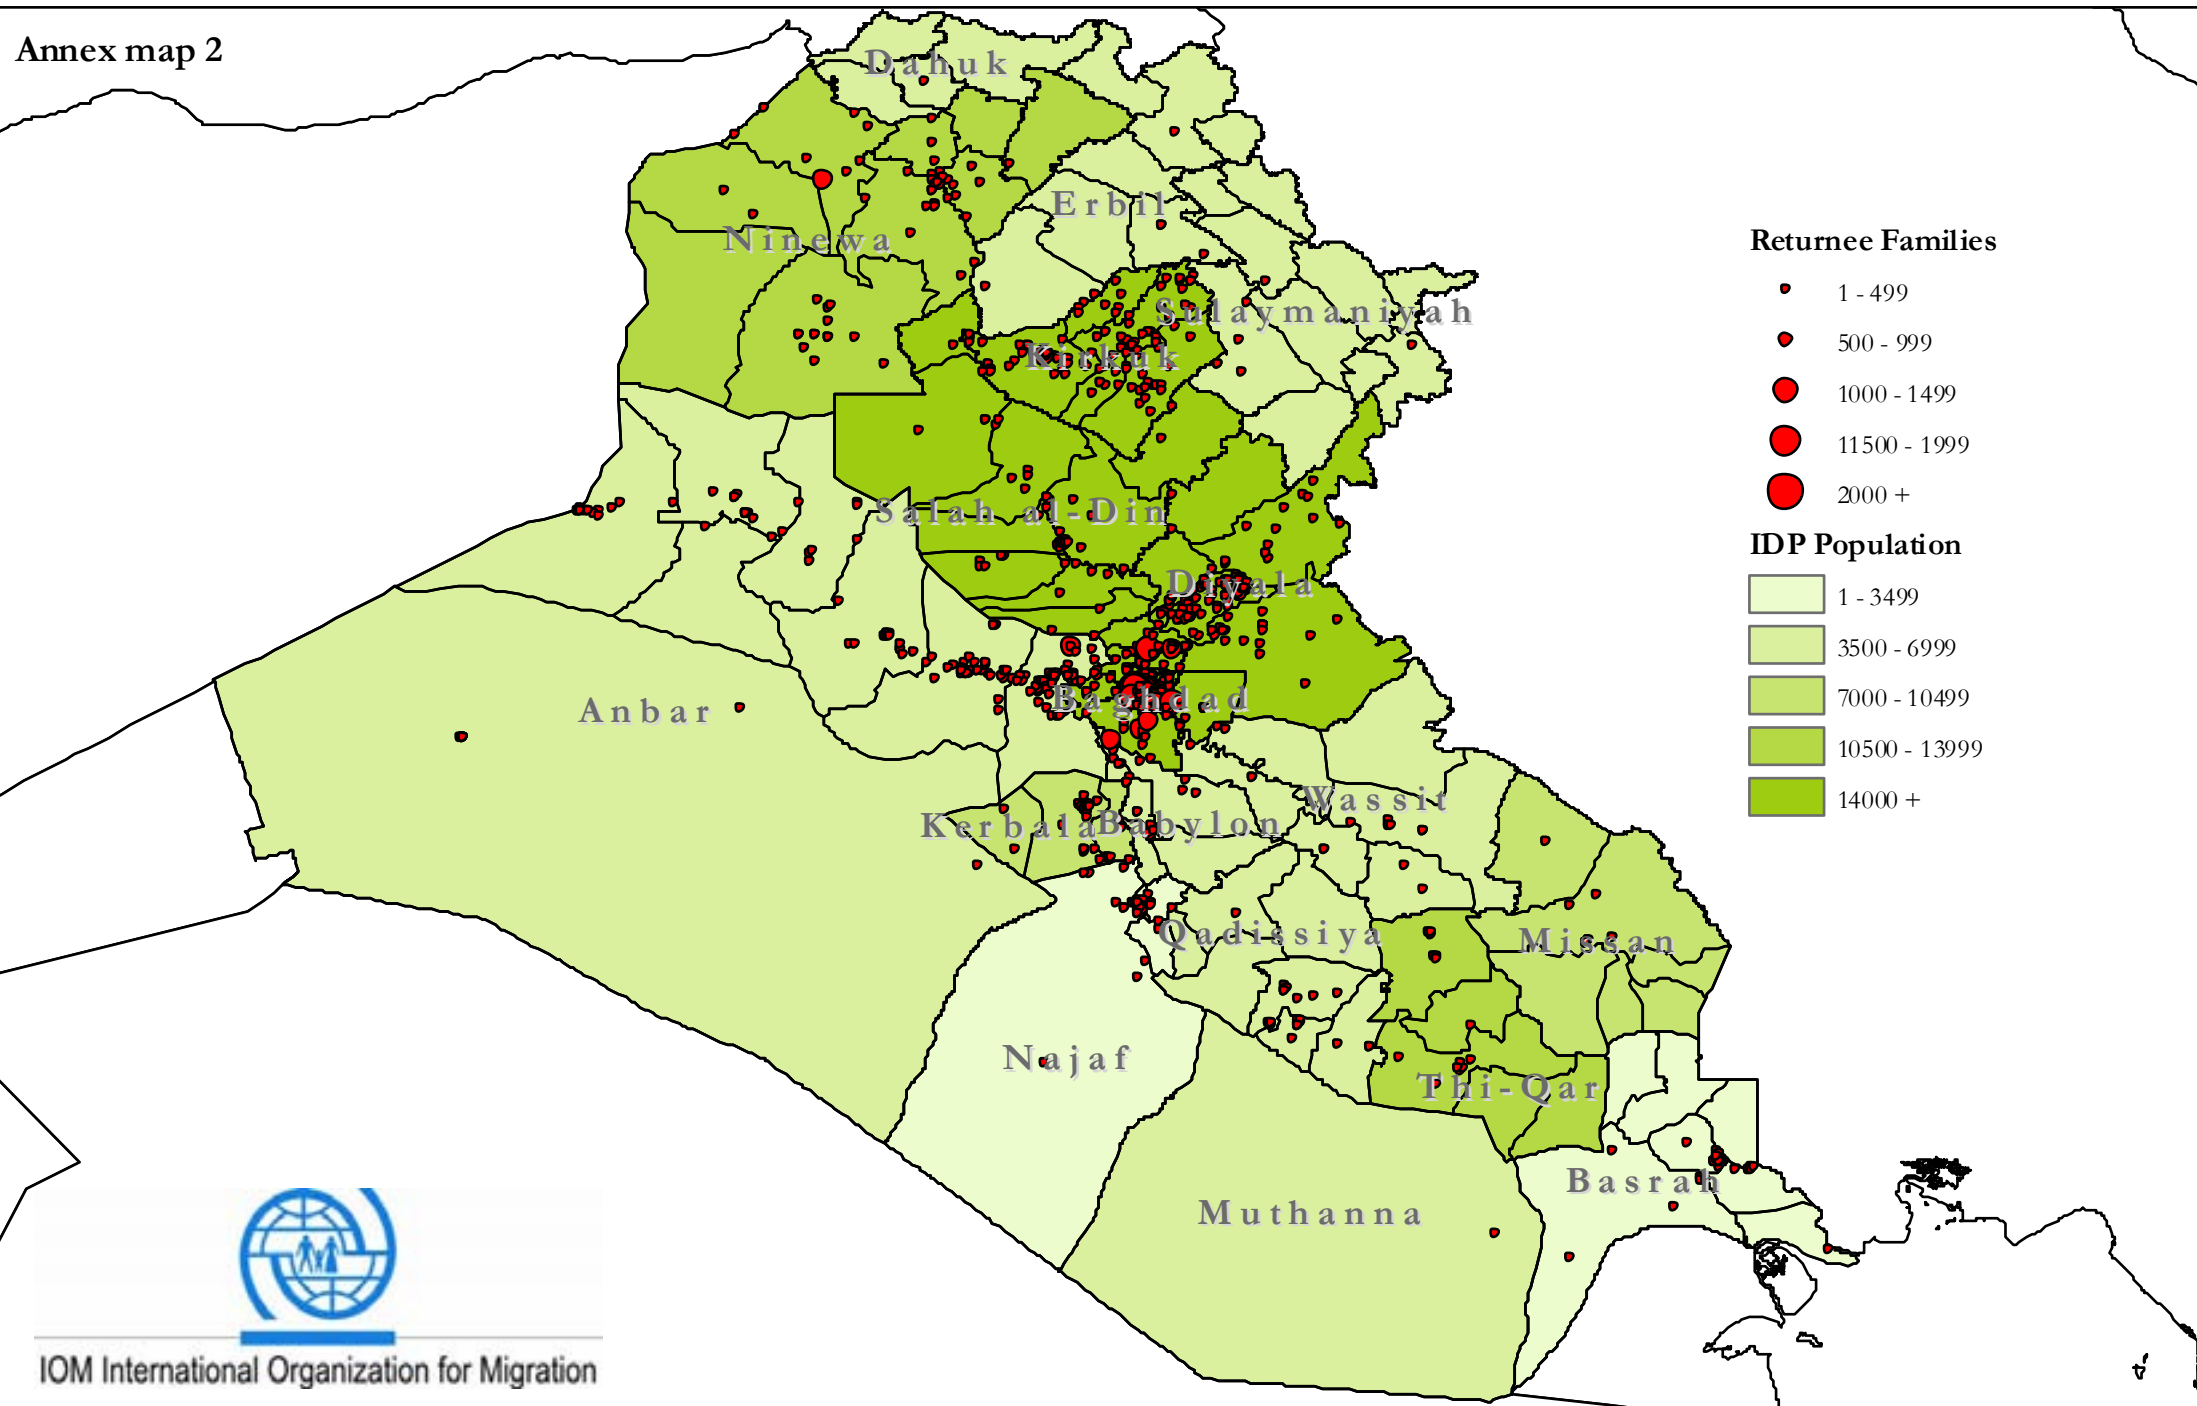 Annex map 2
Dahuk
Erbil
Ninewa
Sulaymaniyah
Kirkuk
Salah al-Din
Diyala
Anbar
Baghdad
Wassit
Kerbala
Babylon
Qadissiya
Missan
Najaf
Thi-Qar
Basrah
Muthanna
Returnee Families
1 - 499
500 - 999
1000 - 1499
11500 - 1999
2000 +
IDP Population
1 - 3499
3500 - 6999
7000 - 10499
10500 - 13999
14000 +
IOM International Organization for Migration